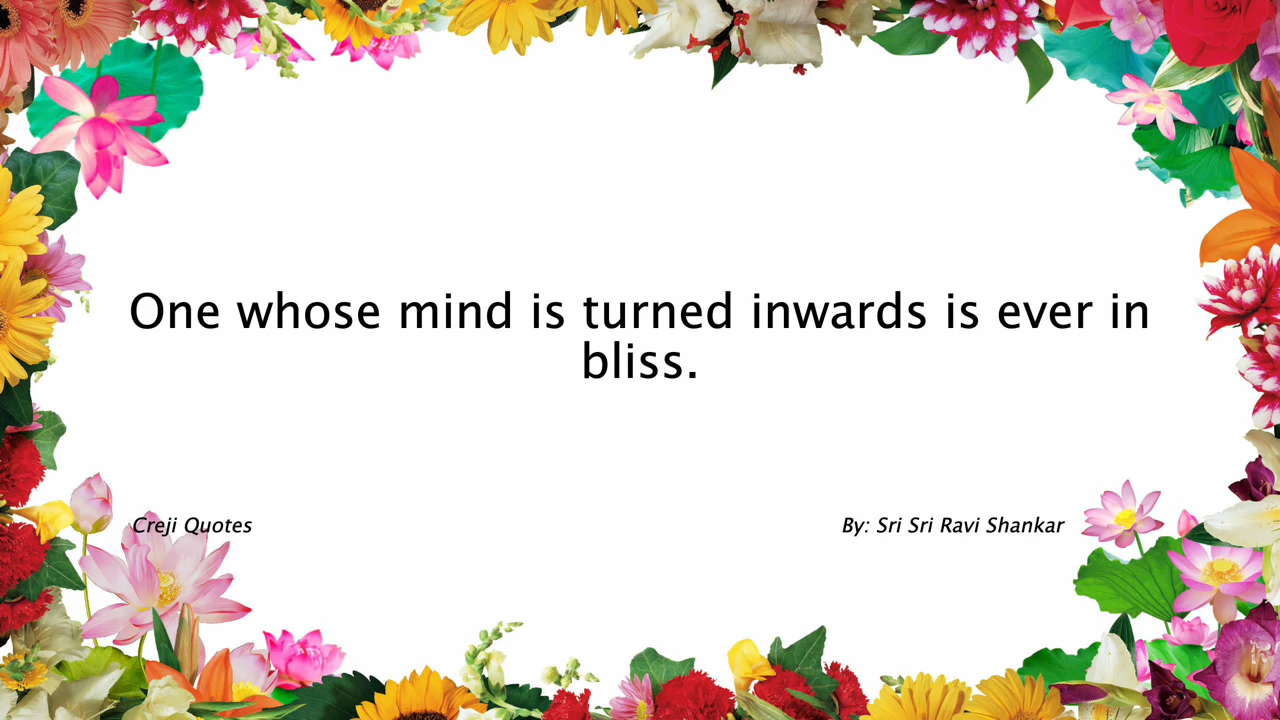 One whose mind is turned inwards is ever in
bliss.
Creji Quotes
By: Sri Sri Ravi Shankar